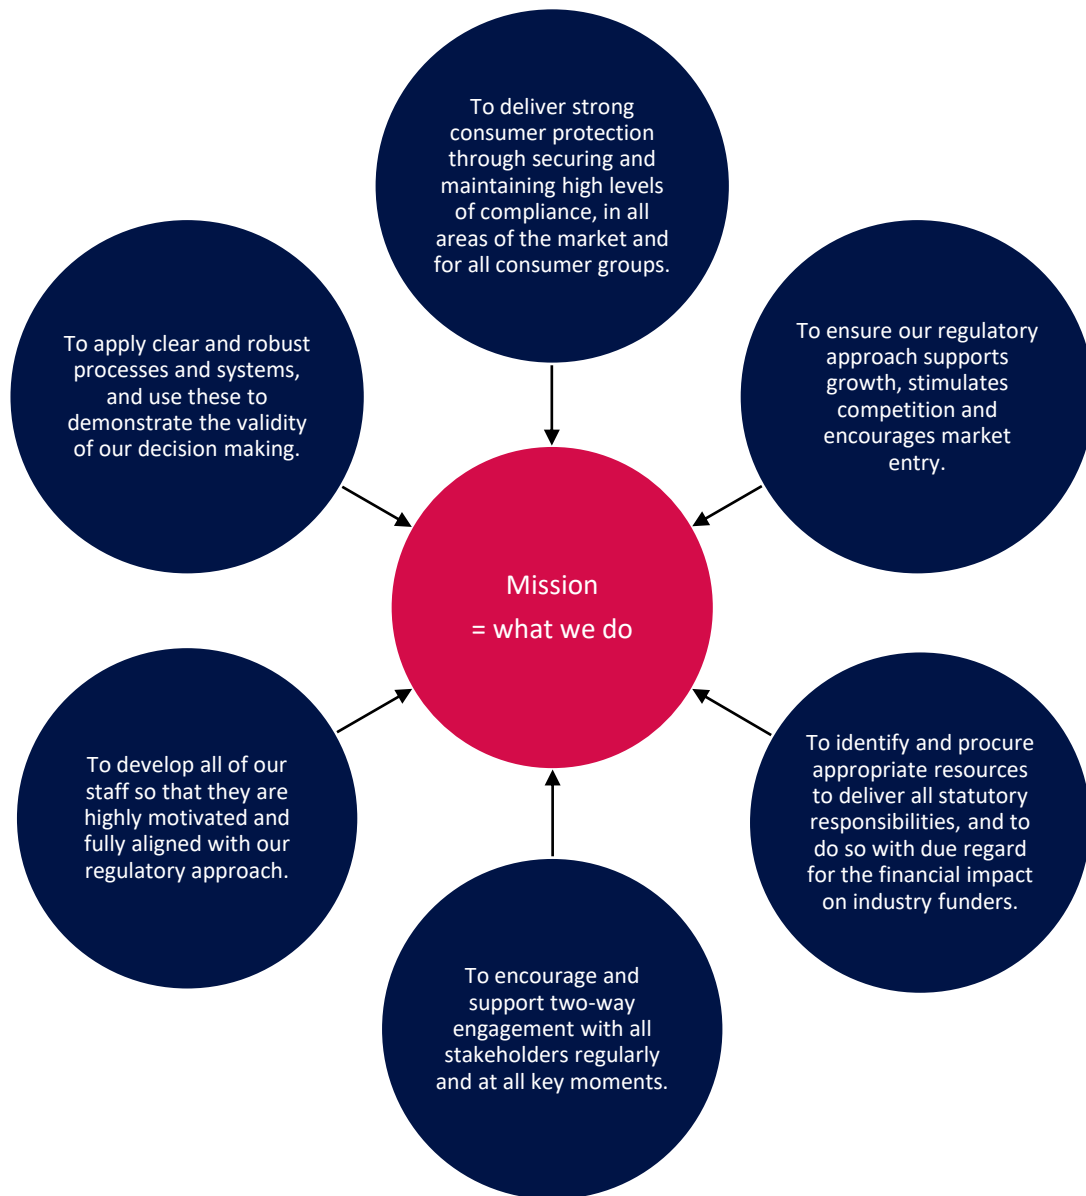 To deliver strong
consumer protection
through securing and
maintaining high levels
of compliance, in all
areas of the market and
for all consumer groups.
To ensure our regulatory
approach supports
growth, stimulates
competition and
encourages market
entry.
To identify and procure
appropriate resources
to deliver all statutory
responsibilities, and to
do so with due regard
for the financial impact
on industry funders.
To encourage and
support two-way
engagement with all
stakeholders regularly
and at all key moments.
To develop all of our
staff so that they are
highly motivated and
fully aligned with our
regulatory approach.
To apply clear and robust
processes and systems,
and use these to
demonstrate the validity
of our decision making.
Mission
= what we do